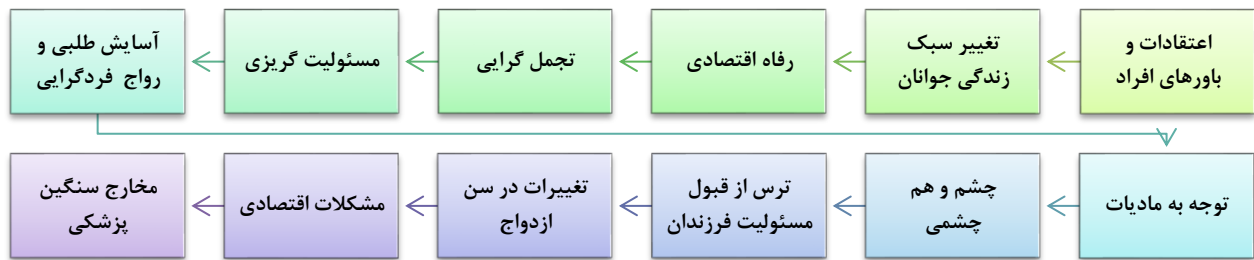 اعتقادات و
باورهای افراد
تغییر سبک
زندگی جوانان
رفاه اقتصادی
تجمل گرایی
مسئولیت گریزی
آسایش طلبی و
رواج فردگرایی
توجه به مادیات
چشم و هم
چشمی
ترس از قبول
مسئولیت فرزندان
تغییرات در سن
ازدواج
مشکلات اقتصادی
مخارج سنگین
پزشکی